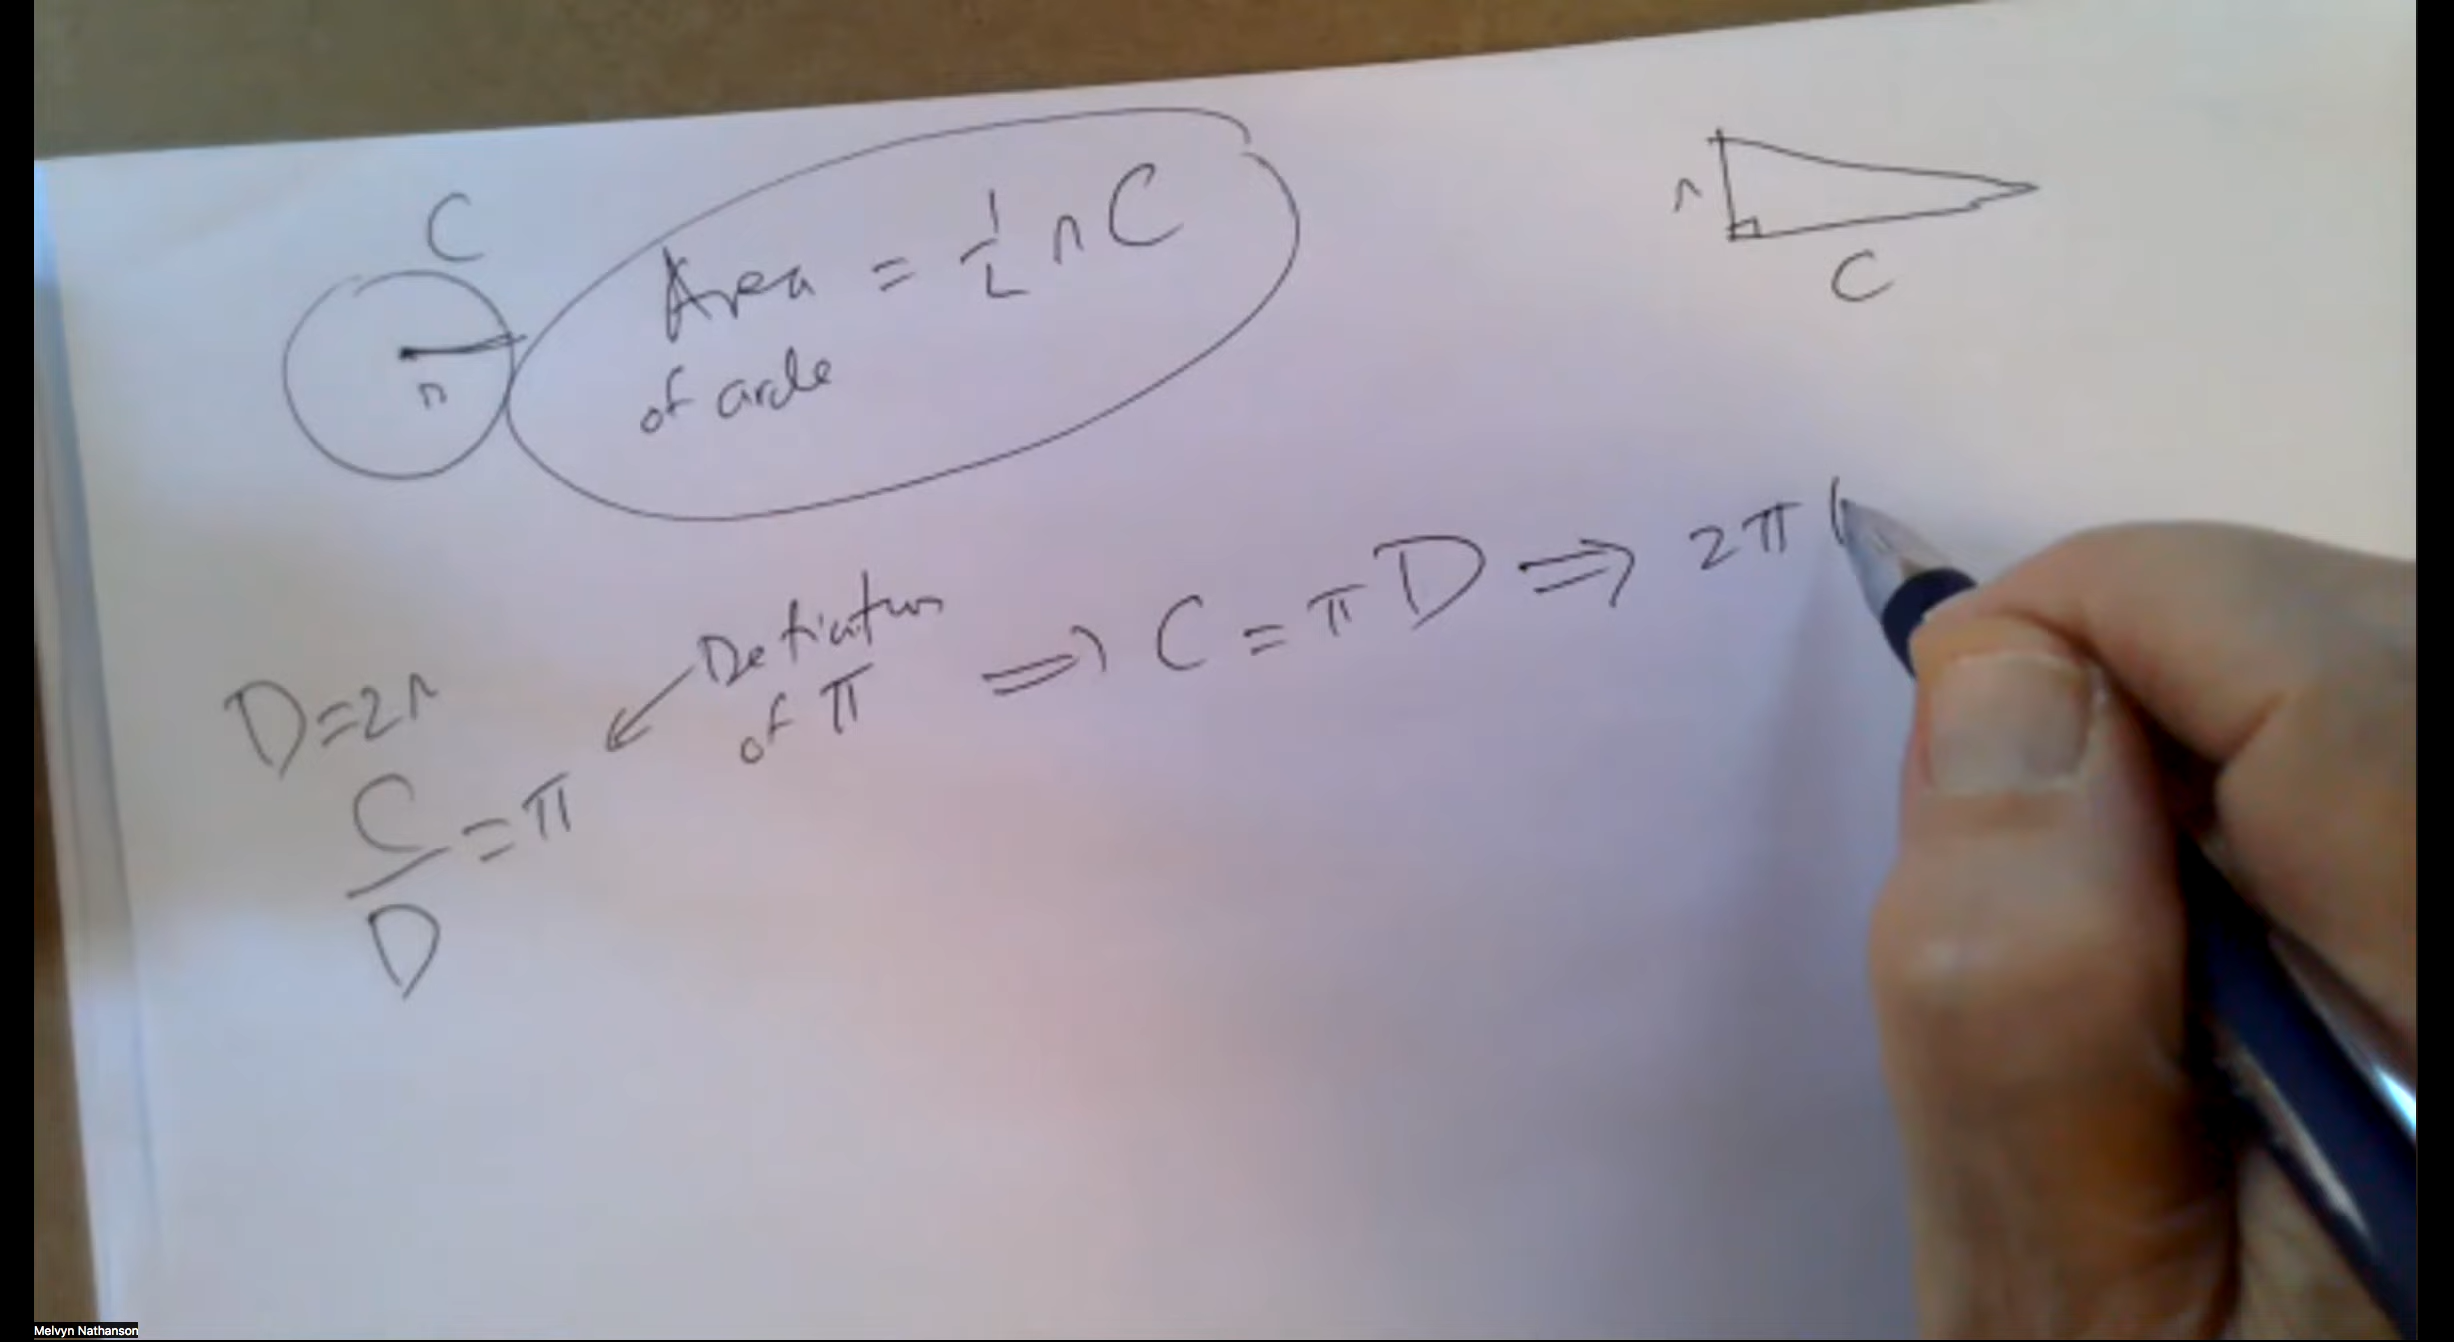 C
Area = 1/2 r C
of circle
r
r
C
D=2r
C/D = π
Definition
of π
⇒ C = π D ⇒ 2π
Melvyn Nathanson